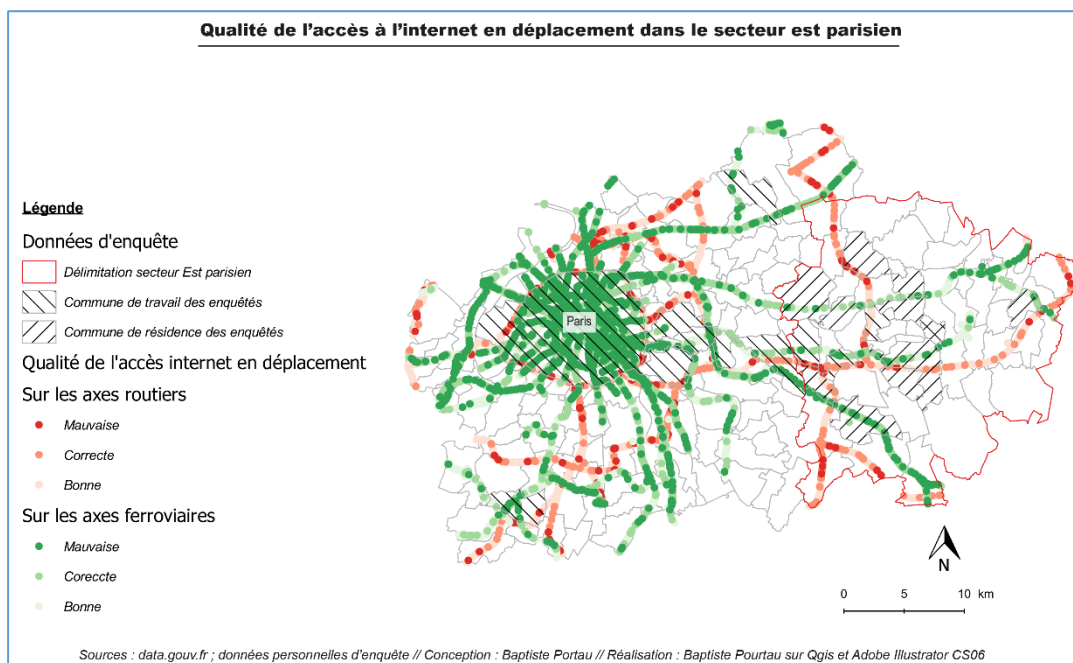 Qualité de l'accès à l'internet en déplacement dans le secteur est parisien
Légende
Données d'enquête
Délimitation secteur Est parisien
Commune de travail des enquêtés
Commune de résidence des enquêtés
Qualité de l'accès internet en déplacement
Sur les axes routiers
Mauvaise
Correcte
Bonne
Sur les axes ferroviaires
Mauvaise
Coreccte
Bonne
Paris
N
0 5 10 km
Sources : data.gouv.fr ; données personnelles d'enquête // Conception : Baptiste Portau // Réalisation : Baptiste Pourtau sur Qgis et Adobe Illustrator CS06